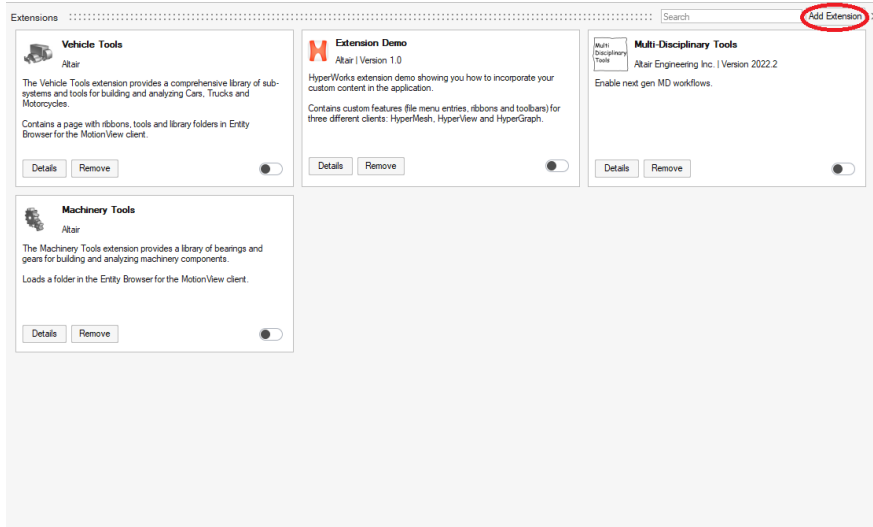 Extensions
Search
Add Extension
Vehicle Tools
Altair
The Vehicle Tools extension provides a comprehensive library of sub-
systems and tools for building and analyzing Cars, Trucks and
Motorcycles.
Contains a page with ribbons, tools and library folders in Entity
Browser for the MotionView client.
Details
Remove
Extension Demo
Altair | Version 1.0
HyperWorks extension demo showing you how to incorporate your
custom content in the application.
Contains custom features (file menu entries, ribbons and toolbars) for
three different clients: HyperMesh, HyperView and HyperGraph.
Details
Remove
Multi
Disciplinary
Tools
Multi-Disciplinary Tools
Altair Engineering Inc. | Version 2022.2
Enable next gen MD workflows.
Details
Remove
Machinery Tools
Altair
The Machinery Tools extension provides a library of bearings and
gears for building and analyzing machinery components.
Loads a folder in the Entity Browser for the MotionView client.
Details
Remove